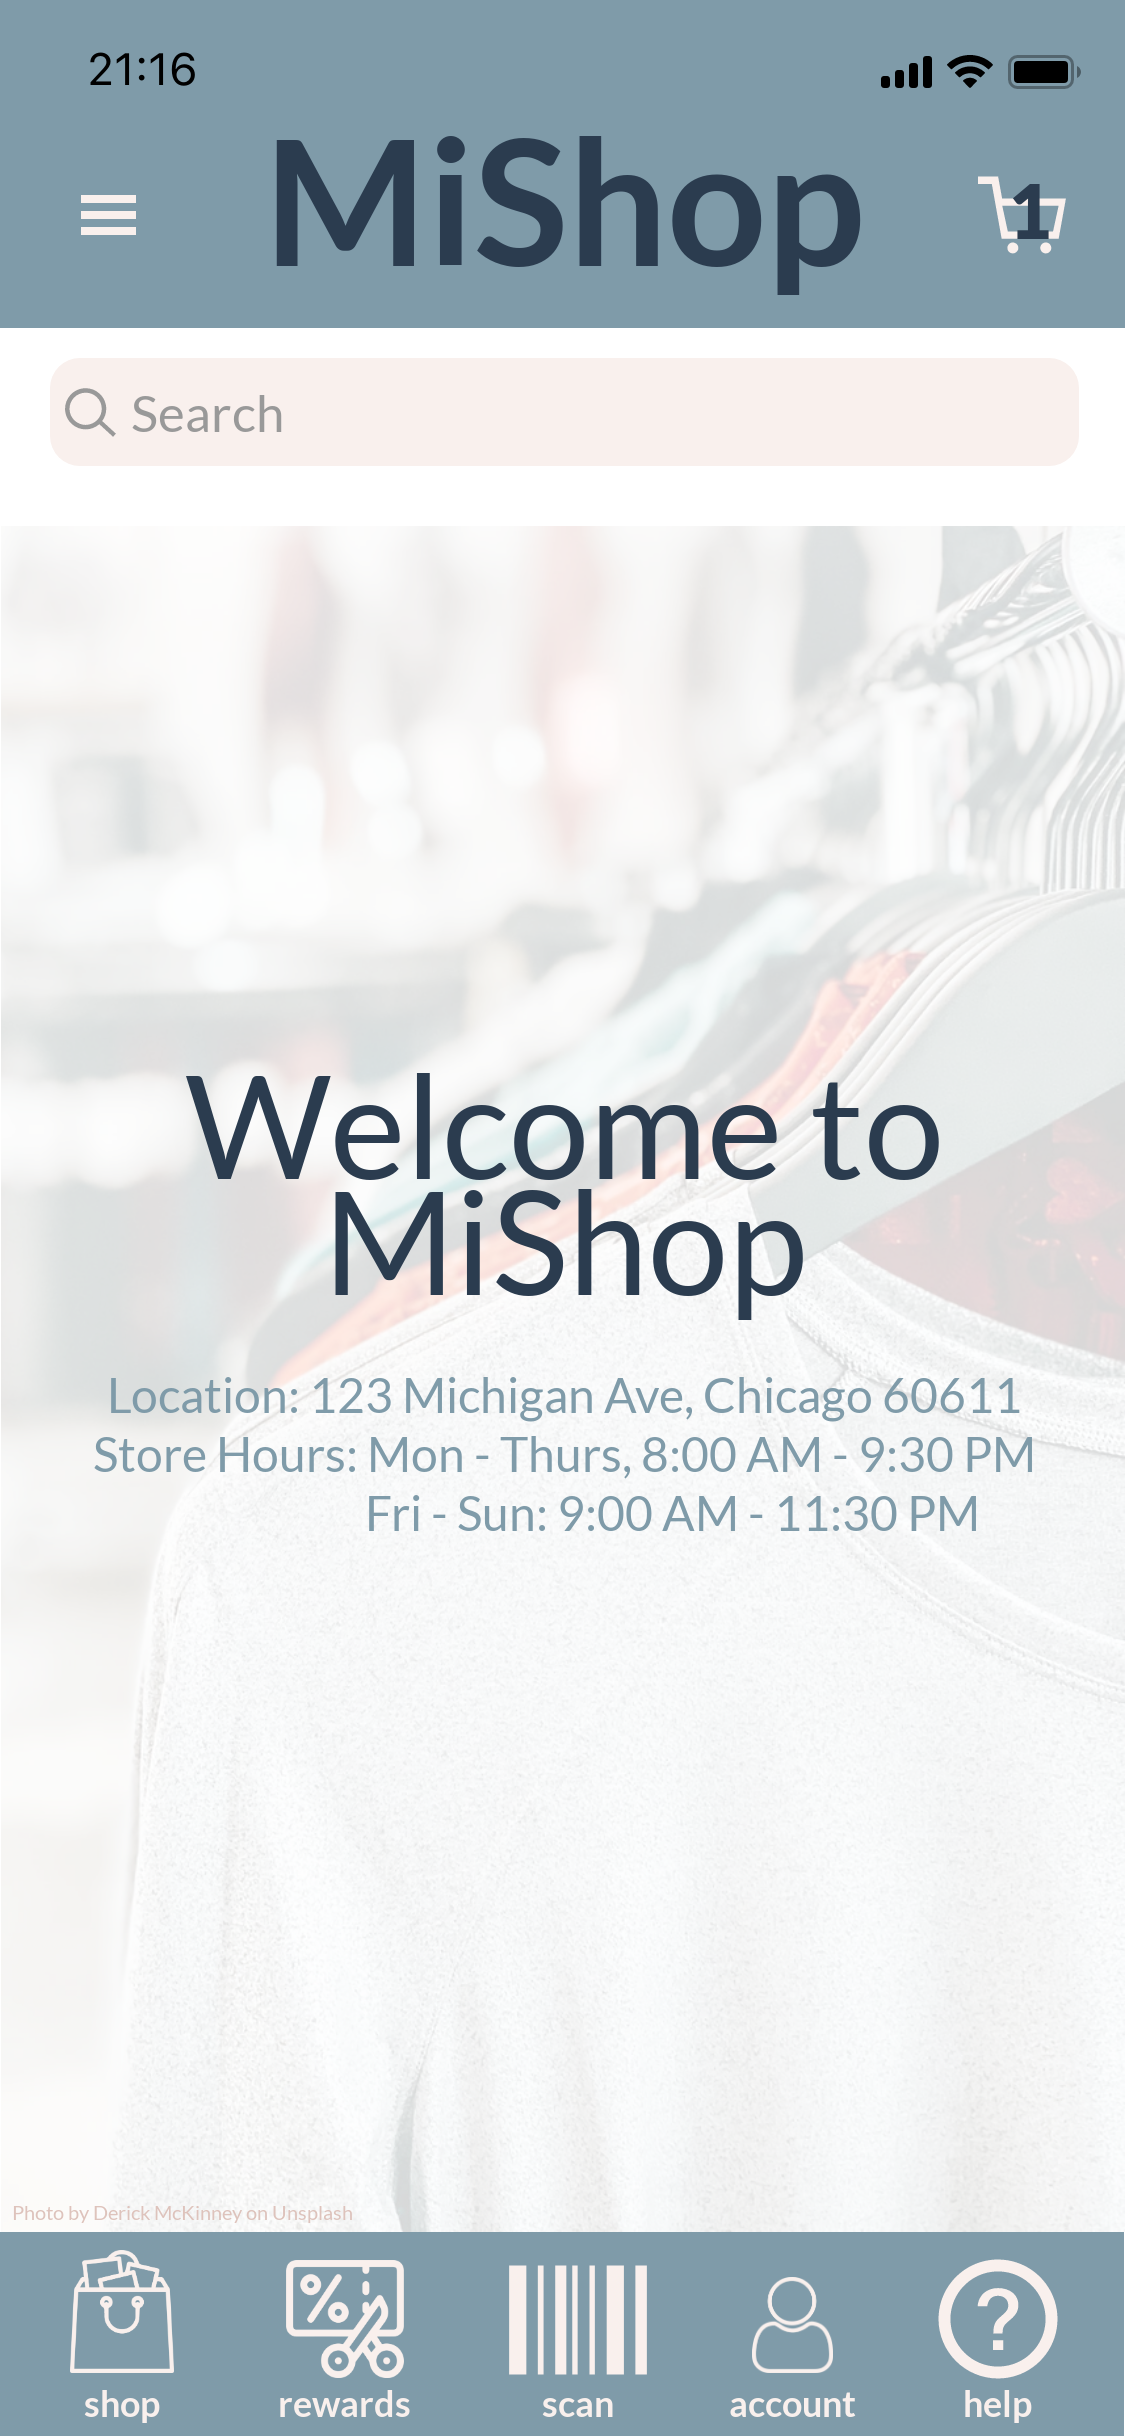 21:16
MiShop
1
Search
Welcome to
MiShop
Location: 123 Michigan Ave, Chicago 60611
Store Hours: Mon - Thurs, 8:00 AM - 9:30 PM
Fri - Sun: 9:00 AM - 11:30 PM
Photo by Derick McKinney on Unsplash
%
?
shop rewards scan account help